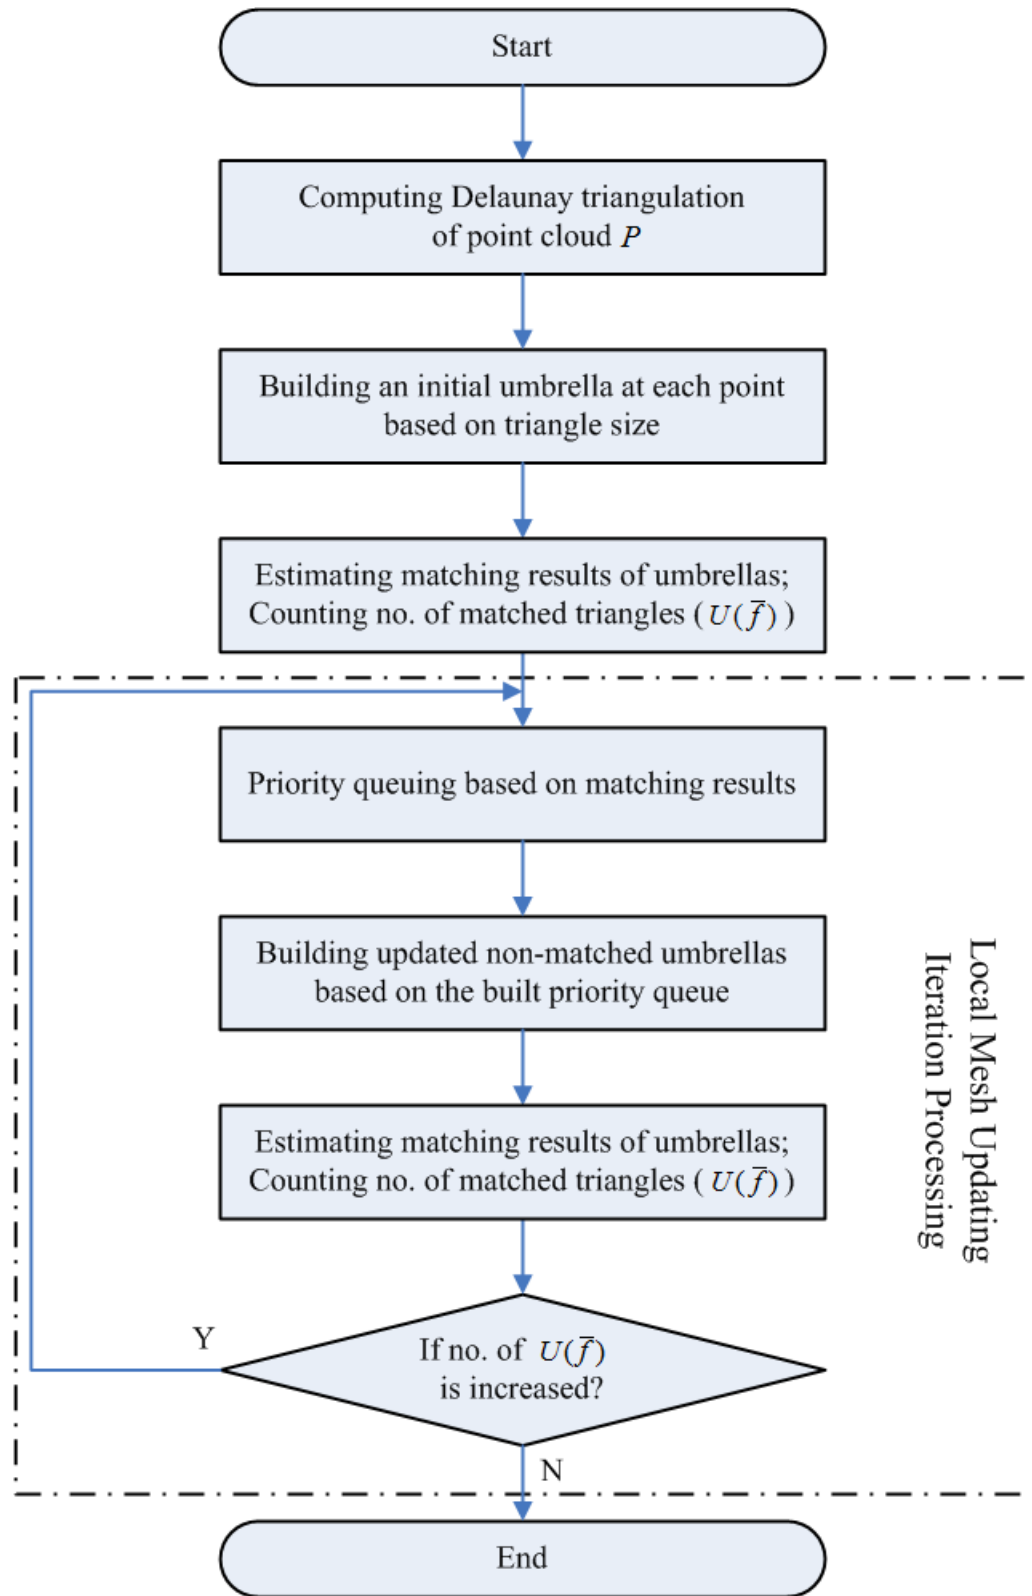 Start
Computing Delaunay triangulation
of point cloud P
Building an initial umbrella at each point
based on triangle size
Estimating matching results of umbrellas;
Counting no. of matched triangles ( U(f̅) )
Priority queuing based on matching results
Building updated non-matched umbrellas
based on the built priority queue
Estimating matching results of umbrellas;
Counting no. of matched triangles ( U(f̅) )
Local Mesh Updating
Iteration Processing
If no. of U(f̅)
is increased?
Y
N
End